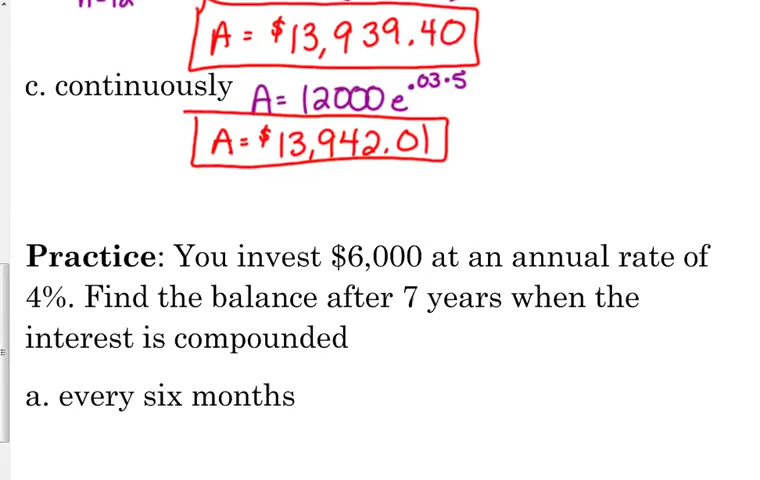 A = $13,939.40
c. continuously A = 12000 e^.03·5
A = $13,942.01
Practice: You invest $6,000 at an annual rate of
4%. Find the balance after 7 years when the
interest is compounded
a. every six months